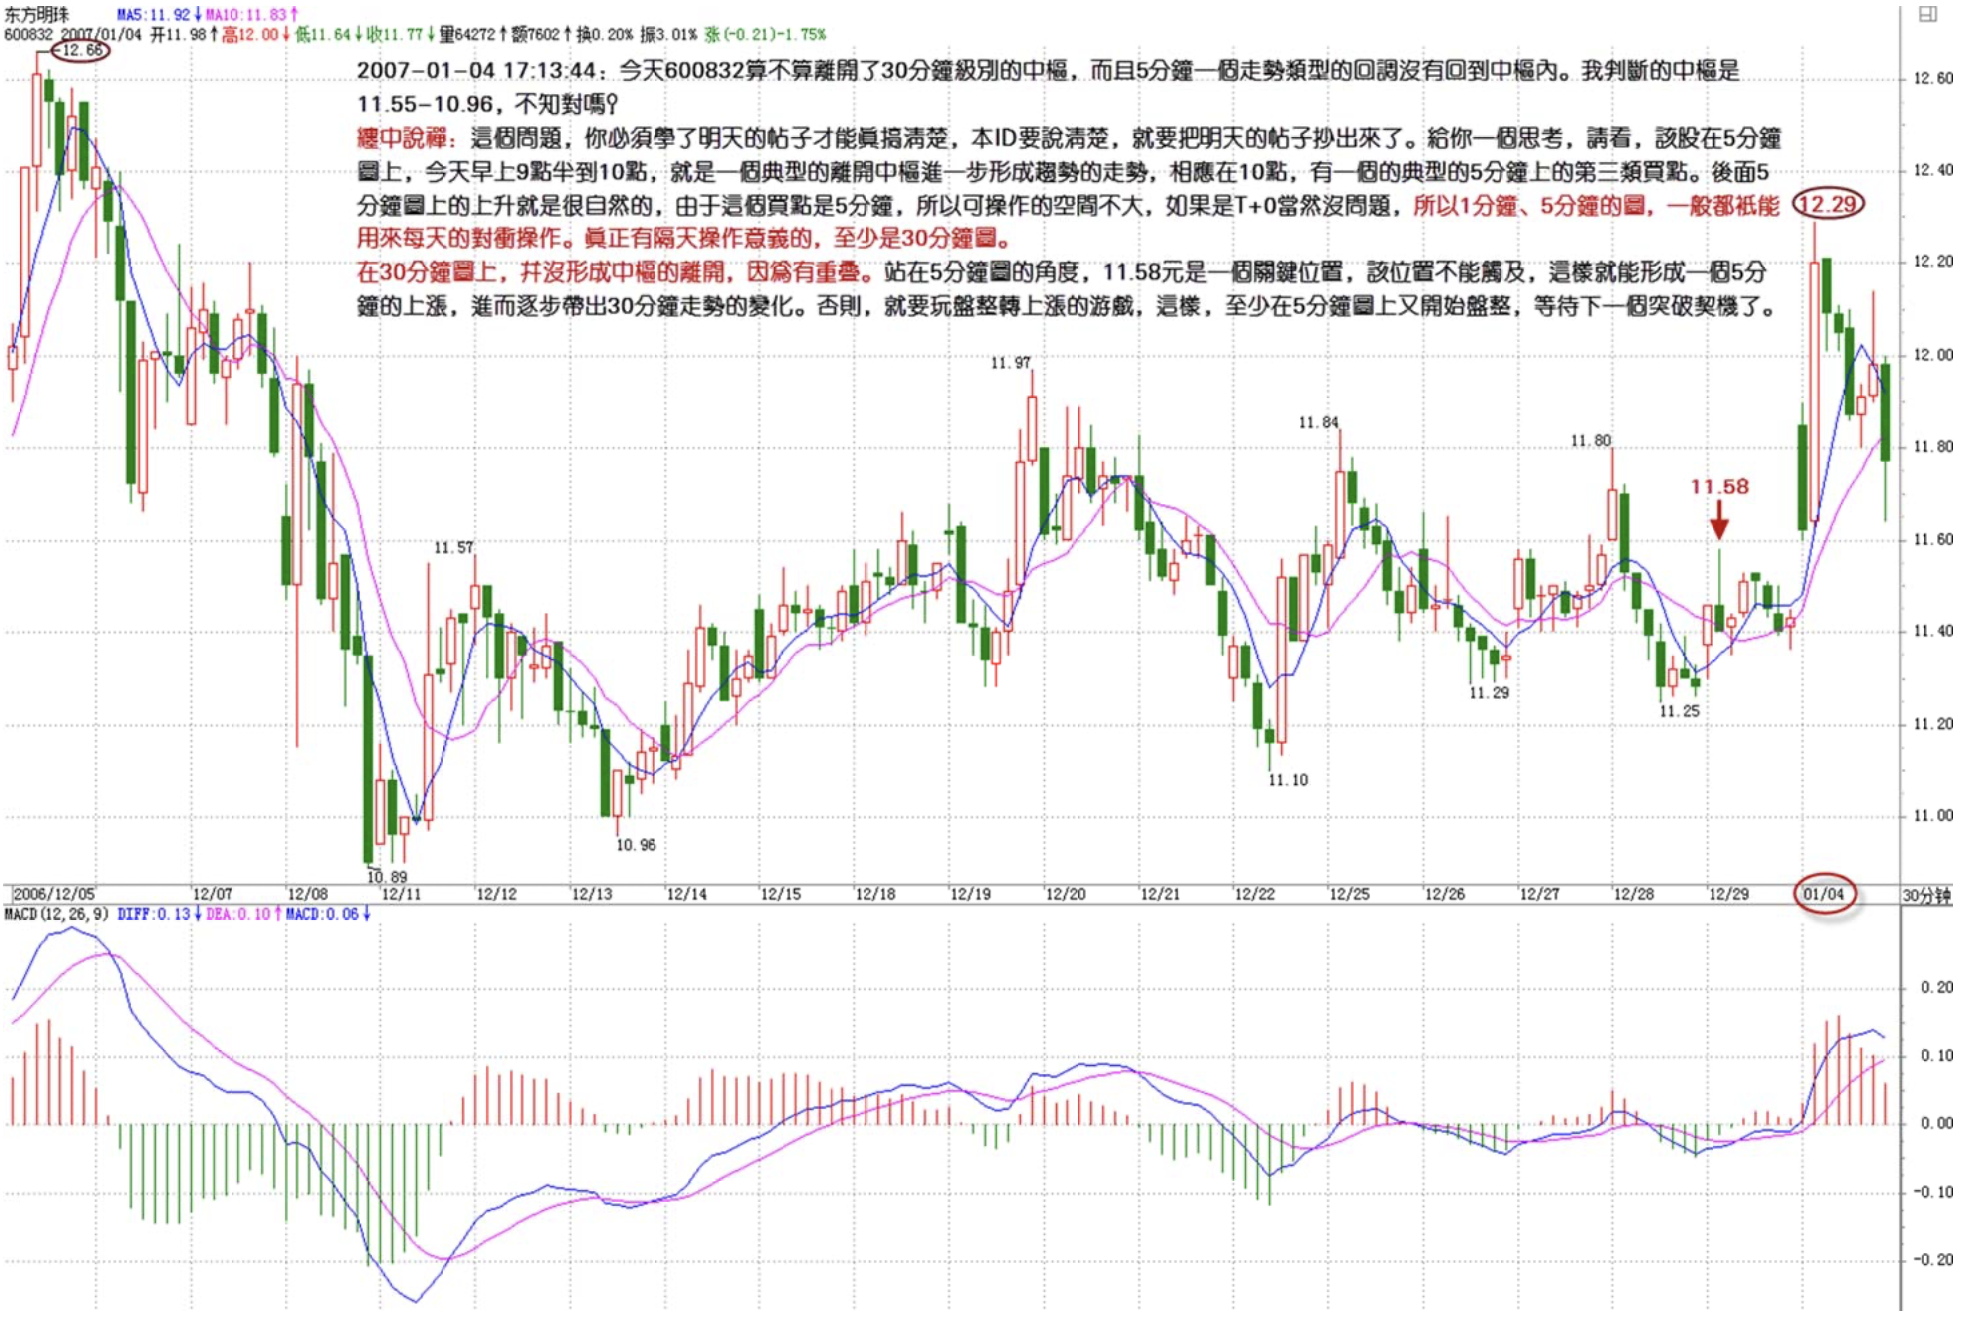 东方明珠 MA5:11.92↓MA10:11.83↑
600832 2007/01/04 开11.98↑高12.00↓低11.64↓收11.77↓量64272↑额7602↑换0.20% 振3.01% 涨(-0.21)-1.75%
12.66
2007-01-04 17:13:44：今天600832算不算離開了30分鐘級別的中樞，而且5分鐘一個走勢類型的回調沒有回到中樞內。我判斷的中樞是
11.55-10.96，不知對嗎？
纏中說禪：這個問題，你必須學了明天的帖子才能眞搞清楚，本ID要說清楚，就要把明天的帖子抄出來了。給你一個思考，請看，該股在5分鐘
圖上，今天早上9點半到10點，就是一個典型的離開中樞進一步形成趨勢的走勢，相應在10點，有一個的典型的5分鐘上的第三類買點。後面5
分鐘圖上的上升就是很自然的，由于這個買點是5分鐘，所以可操作的空間不大，如果是T+0當然沒問題，所以1分鐘、5分鐘的圖，一般都衹能
用來每天的對衝操作。眞正有隔天操作意義的，至少是30分鐘圖。
在30分鐘圖上，幷沒形成中樞的離開，因爲有重疊。站在5分鐘圖的角度，11.58元是一個關鍵位置，該位置不能觸及，這樣就能形成一個5分
鐘的上漲，進而逐步帶出30分鐘走勢的變化。否則，就要玩盤整轉上漲的游戲，這樣，至少在5分鐘圖上又開始盤整，等待下一個突破契機了。
12.29
11.97
11.84
11.80
11.58
11.57
11.29
11.25
11.10
10.96
10.89
12.60
12.40
12.20
12.00
11.80
11.60
11.40
11.20
11.00
2006/12/05 12/07 12/08 12/11 12/12 12/13 12/14 12/15 12/18 12/19 12/20 12/21 12/22 12/25 12/26 12/27 12/28 12/29 01/04 30分钟
MACD(12,26,9) DIFF:0.13↓DEA:0.10↑MACD:0.06↓
0.20
0.10
0.00
-0.10
-0.20